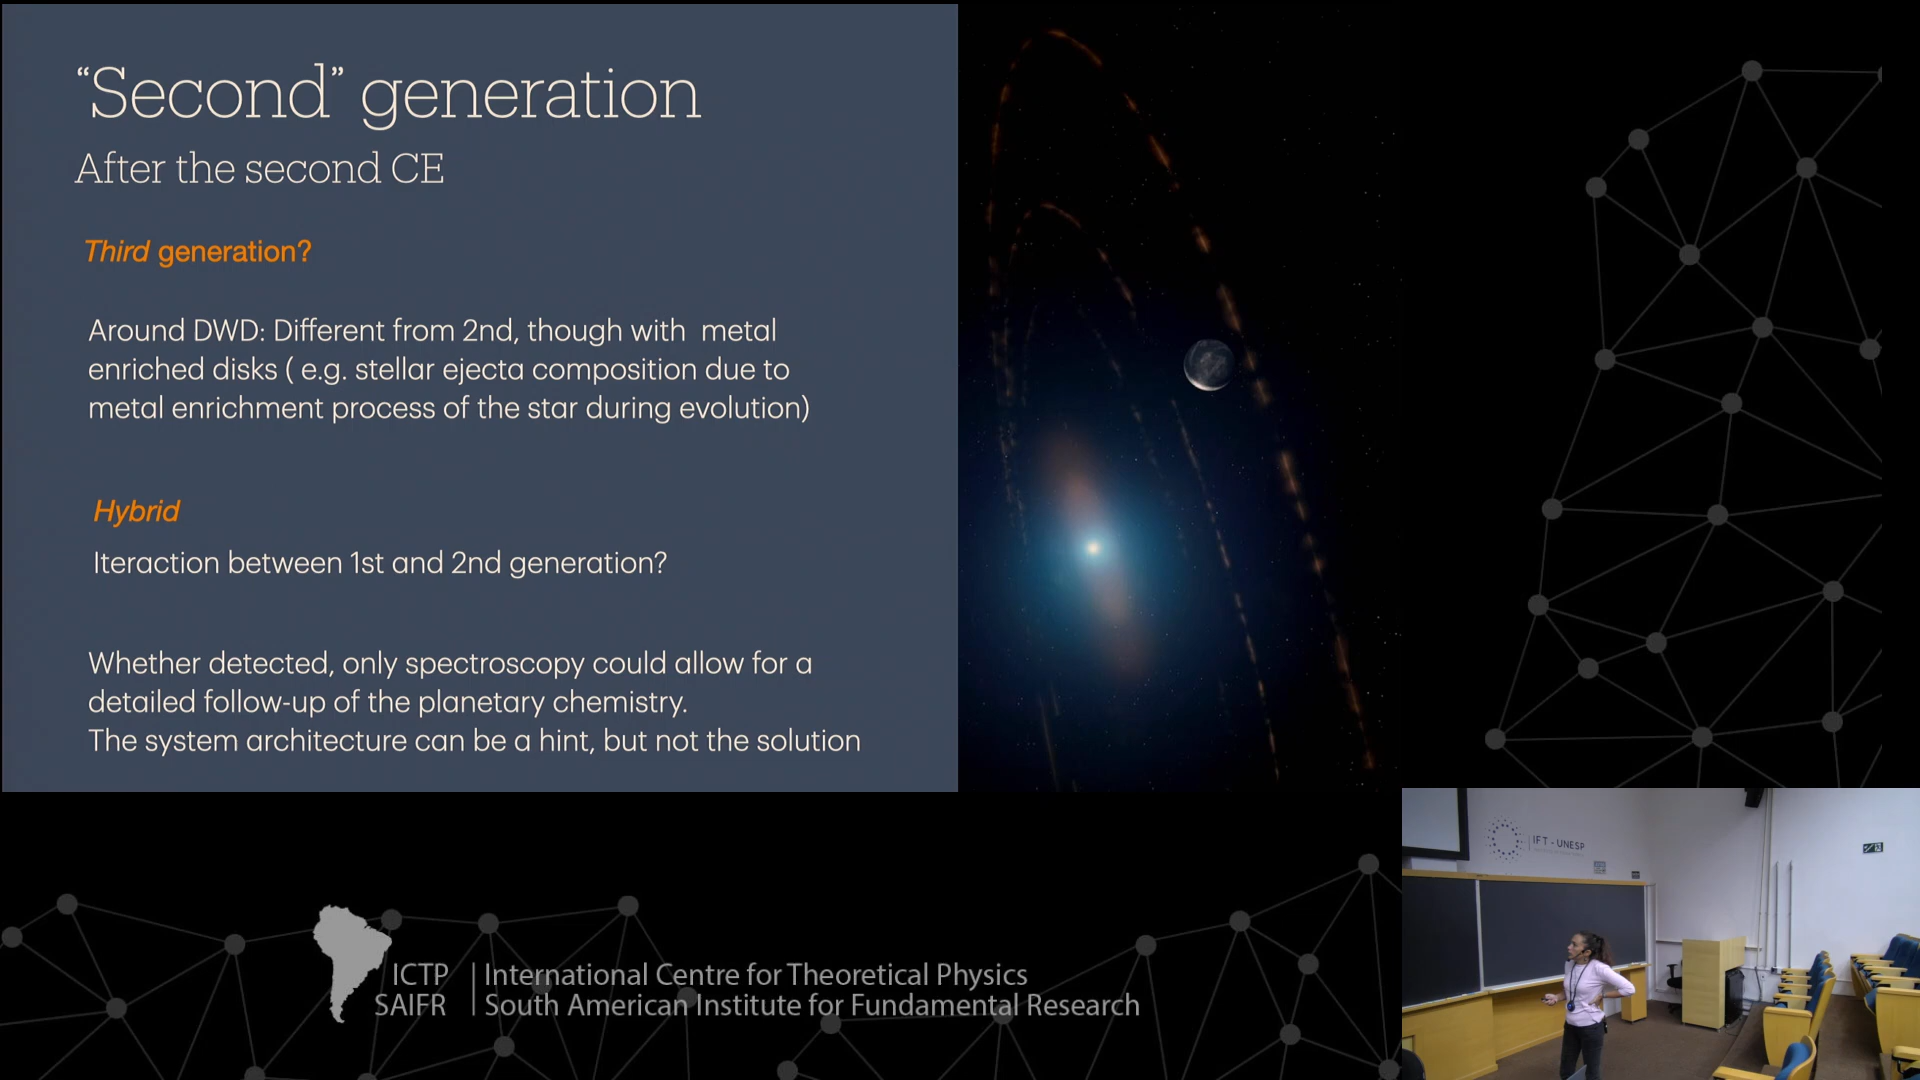 “Second” generation
After the second CE
Third generation?
Around DWD: Different from 2nd, though with metal
enriched disks ( e.g. stellar ejecta composition due to
metal enrichment process of the star during evolution)
Hybrid
Iteraction between 1st and 2nd generation?
Whether detected, only spectroscopy could allow for a
detailed follow-up of the planetary chemistry.
The system architecture can be a hint, but not the solution
IFT - UNESP
ICTP International Centre for Theoretical Physics
SAIFR South American Institute for Fundamental Research